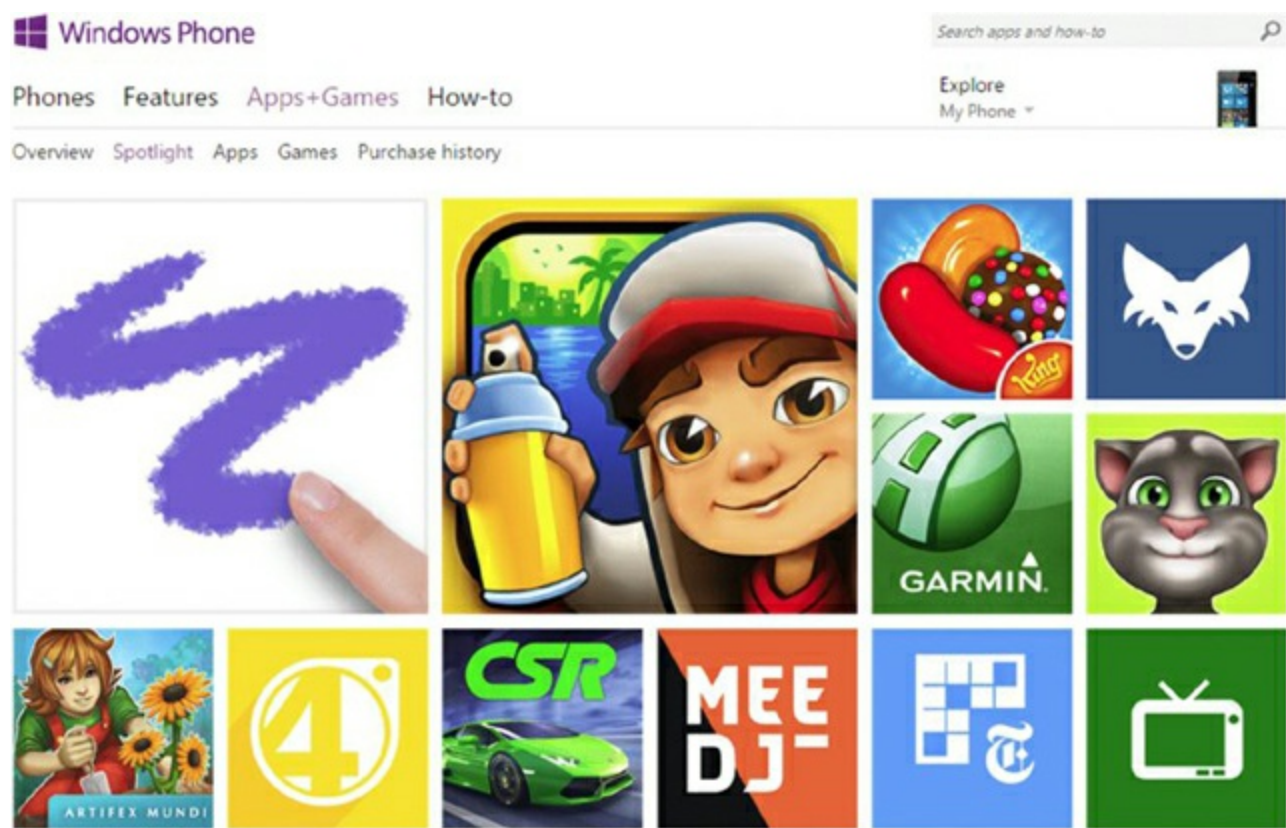 Windows Phone
Search apps and how-to
Phones Features Apps+Games How-to
Explore
My Phone
Overview Spotlight Apps Games Purchase history
King
GARMIN
ARTIFEX MUNDI
4
CSR
MEE
DJ
T